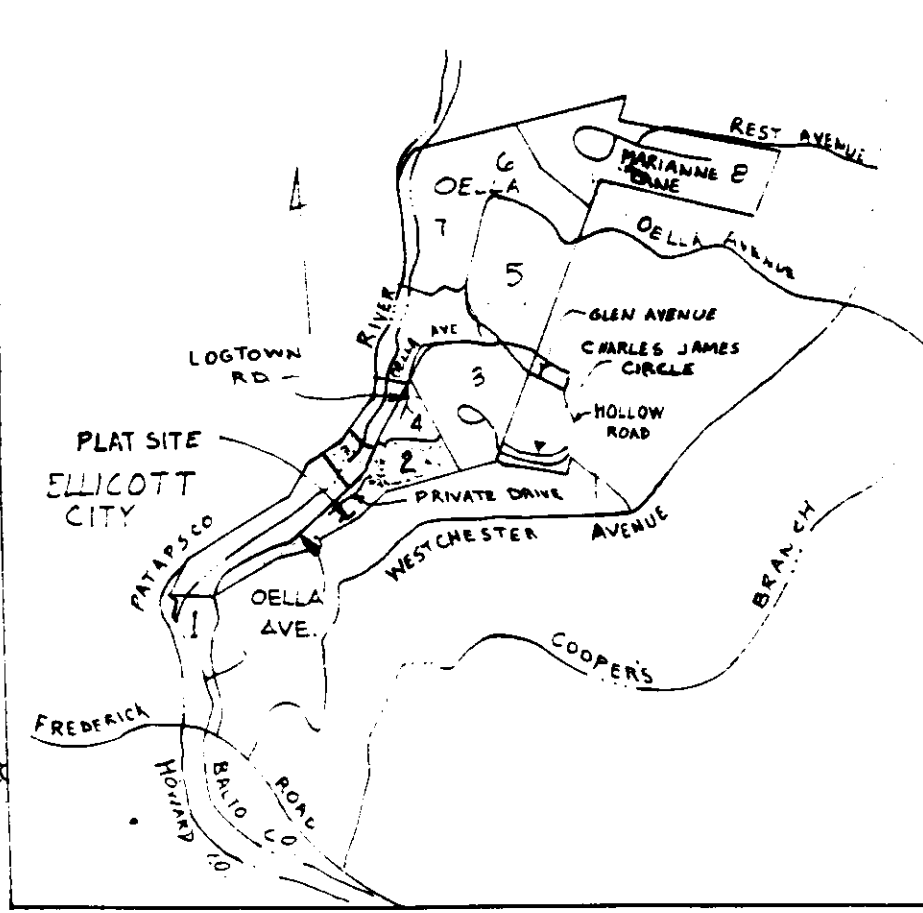 REST AVENUE
6
MARIANNE
LANE
8
OELLA
7
OELLA AVENUE
5
GLEN AVENUE
RIVER
OELLA AVE
CHARLES JAMES
CIRCLE
LOGTOWN
RD
3
HOLLOW
ROAD
4
PLAT SITE
2
ELLICOTT
CITY
PRIVATE DRIVE
WESTCHESTER AVENUE
BRANCH
PATAPSCO
OELLA
AVE.
1
COOPER'S
FREDERICK
ROAD
HOWARD CO.
BALTO CO